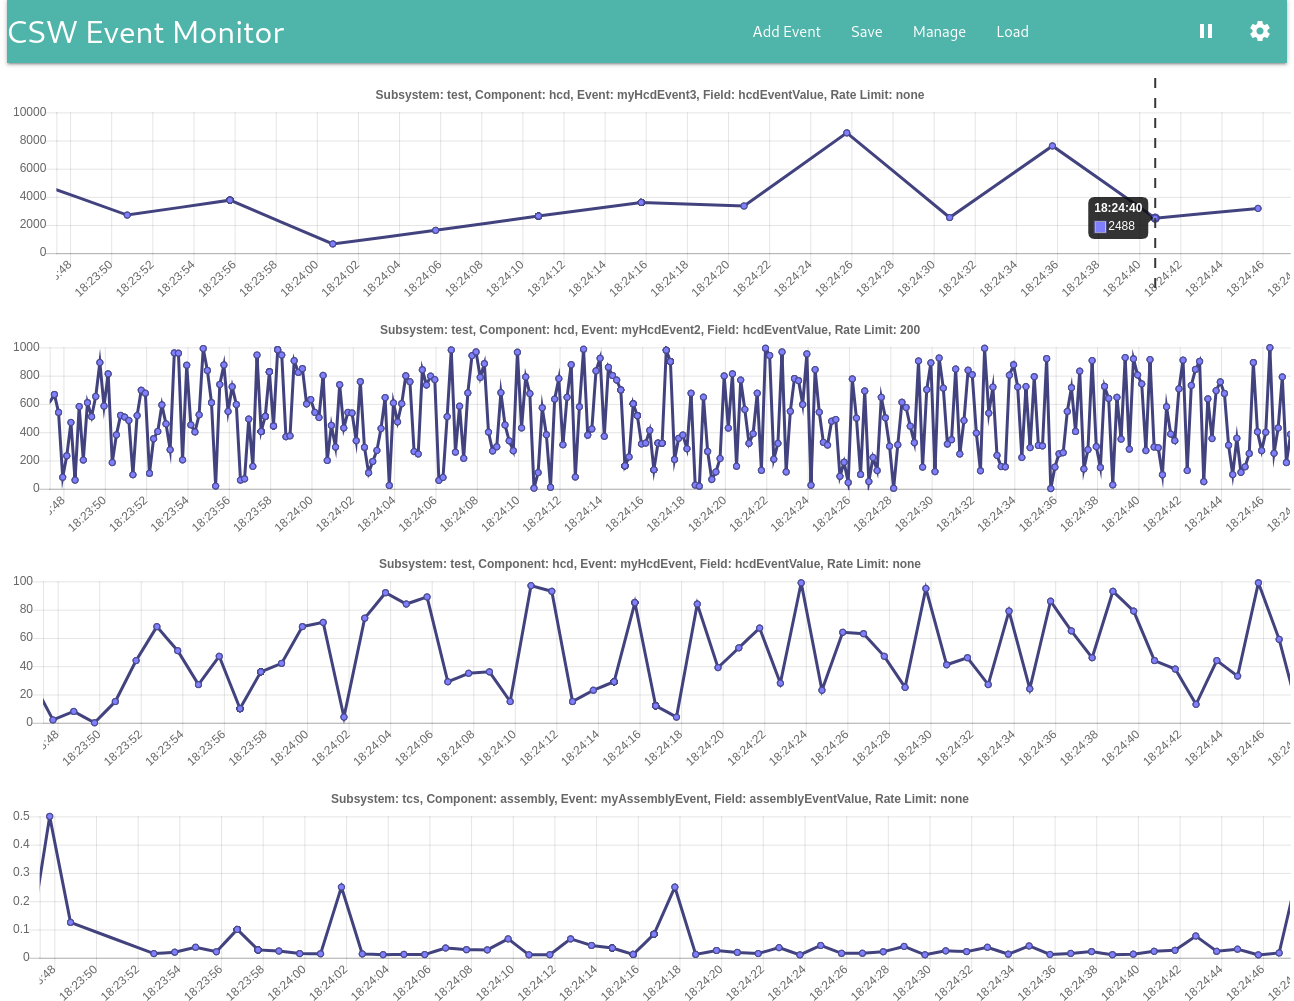 CSW Event Monitor
Add Event Save Manage Load
Subsystem: test, Component: hcd, Event: myHcdEvent3, Field: hcdEventValue, Rate Limit: none
10000
8000
6000
4000
2000
0
18:24:40
2488
:48 18:23:50 18:23:52 18:23:54 18:23:56 18:23:58 18:24:00 18:24:02 18:24:04 18:24:06 18:24:08 18:24:10 18:24:12 18:24:14 18:24:16 18:24:18 18:24:20 18:24:22 18:24:24 18:24:26 18:24:28 18:24:30 18:24:32 18:24:34 18:24:36 18:24:38 18:24:40 18:24:42 18:24:44 18:24:46 18:24
Subsystem: test, Component: hcd, Event: myHcdEvent2, Field: hcdEventValue, Rate Limit: 200
1000
800
600
400
200
0
:48 18:23:50 18:23:52 18:23:54 18:23:56 18:23:58 18:24:00 18:24:02 18:24:04 18:24:06 18:24:08 18:24:10 18:24:12 18:24:14 18:24:16 18:24:18 18:24:20 18:24:22 18:24:24 18:24:26 18:24:28 18:24:30 18:24:32 18:24:34 18:24:36 18:24:38 18:24:40 18:24:42 18:24:44 18:24:46 18:24
Subsystem: test, Component: hcd, Event: myHcdEvent, Field: hcdEventValue, Rate Limit: none
100
80
60
40
20
0
:48 18:23:50 18:23:52 18:23:54 18:23:56 18:23:58 18:24:00 18:24:02 18:24:04 18:24:06 18:24:08 18:24:10 18:24:12 18:24:14 18:24:16 18:24:18 18:24:20 18:24:22 18:24:24 18:24:26 18:24:28 18:24:30 18:24:32 18:24:34 18:24:36 18:24:38 18:24:40 18:24:42 18:24:44 18:24:46 18:24
Subsystem: tcs, Component: assembly, Event: myAssemblyEvent, Field: assemblyEventValue, Rate Limit: none
0.5
0.4
0.3
0.2
0.1
0
:48 18:23:50 18:23:52 18:23:54 18:23:56 18:23:58 18:24:00 18:24:02 18:24:04 18:24:06 18:24:08 18:24:10 18:24:12 18:24:14 18:24:16 18:24:18 18:24:20 18:24:22 18:24:24 18:24:26 18:24:28 18:24:30 18:24:32 18:24:34 18:24:36 18:24:38 18:24:40 18:24:42 18:24:44 18:24:46 18:24